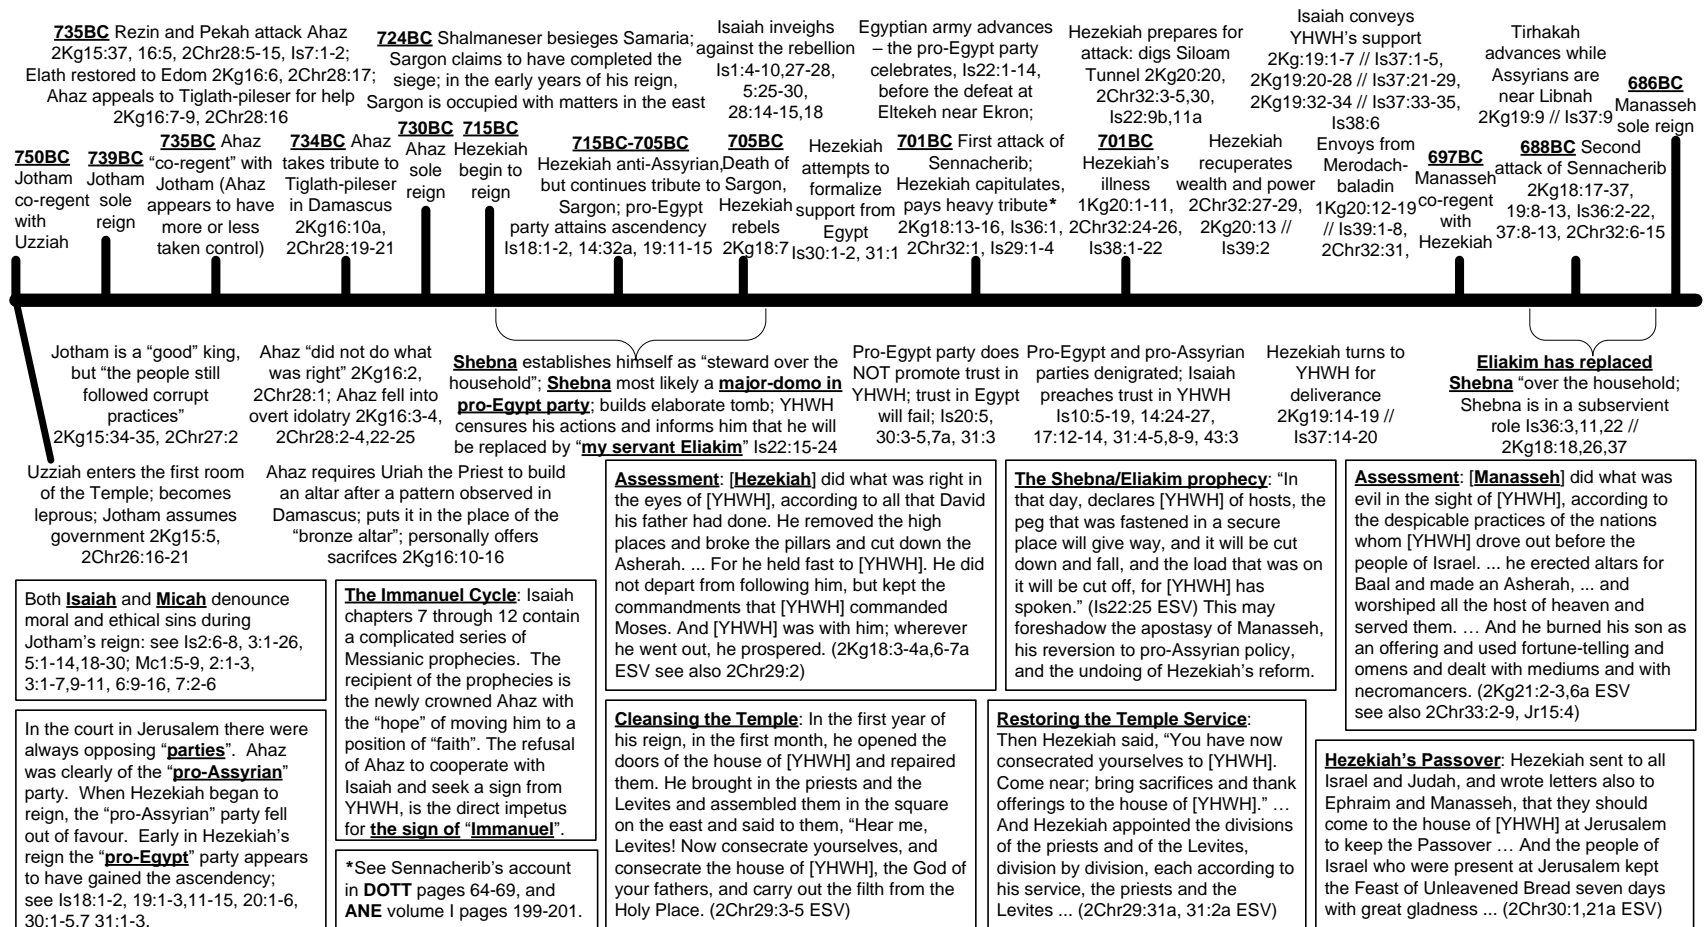 735BC Rezin and Pekah attack Ahaz
2Kg15:37, 16:5, 2Chr28:5-15, Is7:1-2;
Elath restored to Edom 2Kg16:6, 2Chr28:17;
Ahaz appeals to Tiglath-pileser for help
2Kg16:7-9, 2Chr28:16
724BC Shalmaneser besieges Samaria;
Sargon claims to have completed the
siege; in the early years of his reign,
Sargon is occupied with matters in the east
Isaiah inveighs
against the rebellion
Is1:4-10,27-28,
5:25-30,
28:14-15,18
Egyptian army advances
– the pro-Egypt party
celebrates, Is22:1-14,
before the defeat at
Eltekeh near Ekron;
Hezekiah prepares for
attack: digs Siloam
Tunnel 2Kg20:20,
2Chr32:3-5,30,
Is22:9b,11a
Isaiah conveys
YHWH's support
2Kg:19:1-7 // Is37:1-5,
2Kg19:20-28 // Is37:21-29,
2Kg19:32-34 // Is37:33-35,
Is38:6
Tirhakah
advances while
Assyrians are
near Libnah
2Kg19:9 // Is37:9
686BC
Manasseh
sole reign
750BC
Jotham
co-regent
with
Uzziah
739BC
Jotham
sole
reign
735BC Ahaz
“co-regent” with
Jotham (Ahaz
appears to have
more or less
taken control)
734BC Ahaz
takes tribute to
Tiglath-pileser
in Damascus
2Kg16:10a,
2Chr28:19-21
730BC
Ahaz
sole
reign
715BC
Hezekiah
begin to
reign
715BC-705BC
Hezekiah anti-Assyrian,
but continues tribute to
Sargon; pro-Egypt
party attains ascendency
Is18:1-2, 14:32a, 19:11-15
705BC
Death of
Sargon,
Hezekiah
rebels
2Kg18:7
Hezekiah
attempts to
formalize
support from
Egypt
Is30:1-2, 31:1
701BC First attack of
Sennacherib;
Hezekiah capitulates,
pays heavy tribute*
2Kg18:13-16, Is36:1,
2Chr32:1, Is29:1-4
701BC
Hezekiah's
illness
1Kg20:1-11,
2Chr32:24-26,
Is38:1-22
Hezekiah
recuperates
wealth and power
2Chr32:27-29,
2Kg20:13 //
Is39:2
Envoys from
Merodach-
baladin
1Kg20:12-19
// Is39:1-8,
2Chr32:31,
697BC
Manasseh
co-regent
with
Hezekiah
688BC Second
attack of Sennacherib
2Kg18:17-37,
19:8-13, Is36:2-22,
37:8-13, 2Chr32:6-15
Jotham is a “good” king,
but “the people still
followed corrupt
practices”
2Kg15:34-35, 2Chr27:2
Ahaz “did not do what
was right” 2Kg16:2,
2Chr28:1; Ahaz fell into
overt idolatry 2Kg16:3-4,
2Chr28:2-4,22-25
Shebna establishes himself as “steward over the
household”; Shebna most likely a major-domo in
pro-Egypt party; builds elaborate tomb; YHWH
censures his actions and informs him that he will
be replaced by “my servant Eliakim” Is22:15-24
Pro-Egypt party does
NOT promote trust in
YHWH; trust in Egypt
will fail; Is20:5,
30:3-5,7a, 31:3
Pro-Egypt and pro-Assyrian
parties denigrated; Isaiah
preaches trust in YHWH
Is10:5-19, 14:24-27,
17:12-14, 31:4-5,8-9, 43:3
Hezekiah turns to
YHWH for
deliverance
2Kg19:14-19 //
Is37:14-20
Eliakim has replaced
Shebna “over the household;
Shebna is in a subservient
role Is36:3,11,22 //
2Kg18:18,26,37
Uzziah enters the first room
of the Temple; becomes
leprous; Jotham assumes
government 2Kg15:5,
2Chr26:16-21
Ahaz requires Uriah the Priest to build
an altar after a pattern observed in
Damascus; puts it in the place of the
“bronze altar”; personally offers
sacrifces 2Kg16:10-16
Assessment: [Hezekiah] did what was right in
the eyes of [YHWH], according to all that David
his father had done. He removed the high
places and broke the pillars and cut down the
Asherah. ... For he held fast to [YHWH]. He did
not depart from following him, but kept the
commandments that [YHWH] commanded
Moses. And [YHWH] was with him; wherever
he went out, he prospered. (2Kg18:3-4a,6-7a
ESV see also 2Chr29:2)
The Shebna/Eliakim prophecy: “In
that day, declares [YHWH] of hosts, the
peg that was fastened in a secure
place will give way, and it will be cut
down and fall, and the load that was on
it will be cut off, for [YHWH] has
spoken.” (Is22:25 ESV) This may
foreshadow the apostasy of Manasseh,
his reversion to pro-Assyrian policy,
and the undoing of Hezekiah's reform.
Assessment: [Manasseh] did what was
evil in the sight of [YHWH], according to
the despicable practices of the nations
whom [YHWH] drove out before the
people of Israel. ... he erected altars for
Baal and made an Asherah, ... and
worshiped all the host of heaven and
served them. … And he burned his son as
an offering and used fortune-telling and
omens and dealt with mediums and with
necromancers. (2Kg21:2-3,6a ESV
see also 2Chr33:2-9, Jr15:4)
Both Isaiah and Micah denounce
moral and ethical sins during
Jotham's reign: see Is2:6-8, 3:1-26,
5:1-14,18-30; Mc1:5-9, 2:1-3,
3:1-7,9-11, 6:9-16, 7:2-6
The Immanuel Cycle: Isaiah
chapters 7 through 12 contain
a complicated series of
Messianic prophecies. The
recipient of the prophecies is
the newly crowned Ahaz with
the “hope” of moving him to a
position of “faith”. The refusal
of Ahaz to cooperate with
Isaiah and seek a sign from
YHWH, is the direct impetus
for the sign of “Immanuel”.
In the court in Jerusalem there were
always opposing “parties”. Ahaz
was clearly of the “pro-Assyrian”
party. When Hezekiah began to
reign, the “pro-Assyrian” party fell
out of favour. Early in Hezekiah's
reign the “pro-Egypt” party appears
to have gained the ascendency;
see Is18:1-2, 19:1-3,11-15, 20:1-6,
30:1-5,7 31:1-3.
*See Sennacherib's account
in DOTT pages 64-69, and
ANE volume I pages 199-201.
Cleansing the Temple: In the first year of
his reign, in the first month, he opened the
doors of the house of [YHWH] and repaired
them. He brought in the priests and the
Levites and assembled them in the square
on the east and said to them, “Hear me,
Levites! Now consecrate yourselves, and
consecrate the house of [YHWH], the God of
your fathers, and carry out the filth from the
Holy Place. (2Chr29:3-5 ESV)
Restoring the Temple Service:
Then Hezekiah said, “You have now
consecrated yourselves to [YHWH].
Come near; bring sacrifices and thank
offerings to the house of [YHWH].” …
And Hezekiah appointed the divisions
of the priests and of the Levites,
division by division, each according to
his service, the priests and the
Levites ... (2Chr29:31a, 31:2a ESV)
Hezekiah's Passover: Hezekiah sent to all
Israel and Judah, and wrote letters also to
Ephraim and Manasseh, that they should
come to the house of [YHWH] at Jerusalem
to keep the Passover ... And the people of
Israel who were present at Jerusalem kept
the Feast of Unleavened Bread seven days
with great gladness ... (2Chr30:1,21a ESV)